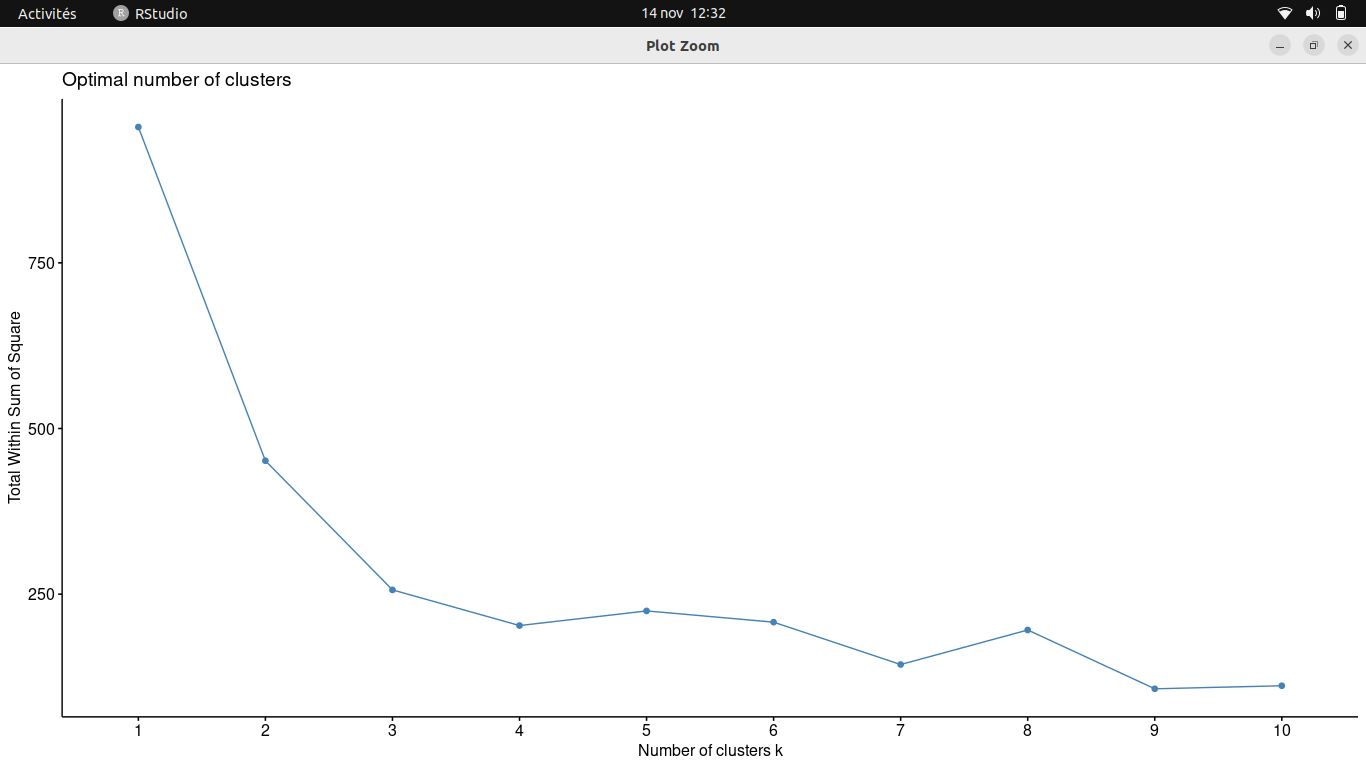 Activités RStudio 14 nov 12:32
Plot Zoom
Optimal number of clusters
750
500
250
Total Within Sum of Square
1 2 3 4 5 6 7 8 9 10
Number of clusters k